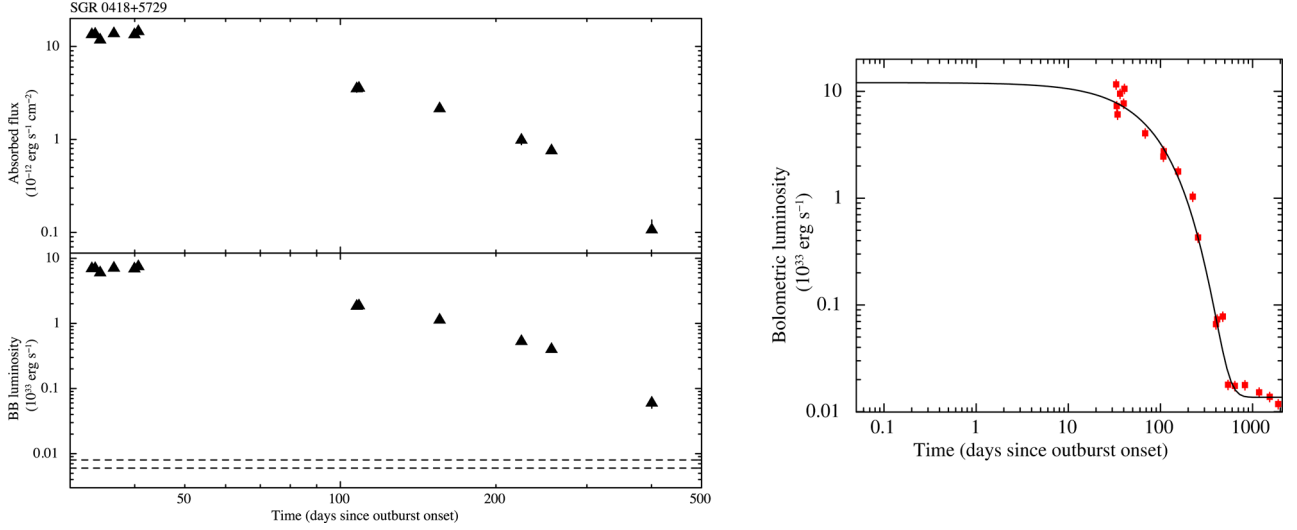 SGR 0418+5729
Absorbed flux
(10⁻¹² erg s⁻¹ cm⁻²)
10
1
0.1
BB luminosity
(10³³ erg s⁻¹)
10
1
0.1
0.01
50
100
200
500
Time (days since outburst onset)
Bolometric luminosity
(10³³ erg s⁻¹)
10
1
0.1
0.01
0.1
1
10
100
1000
Time (days since outburst onset)